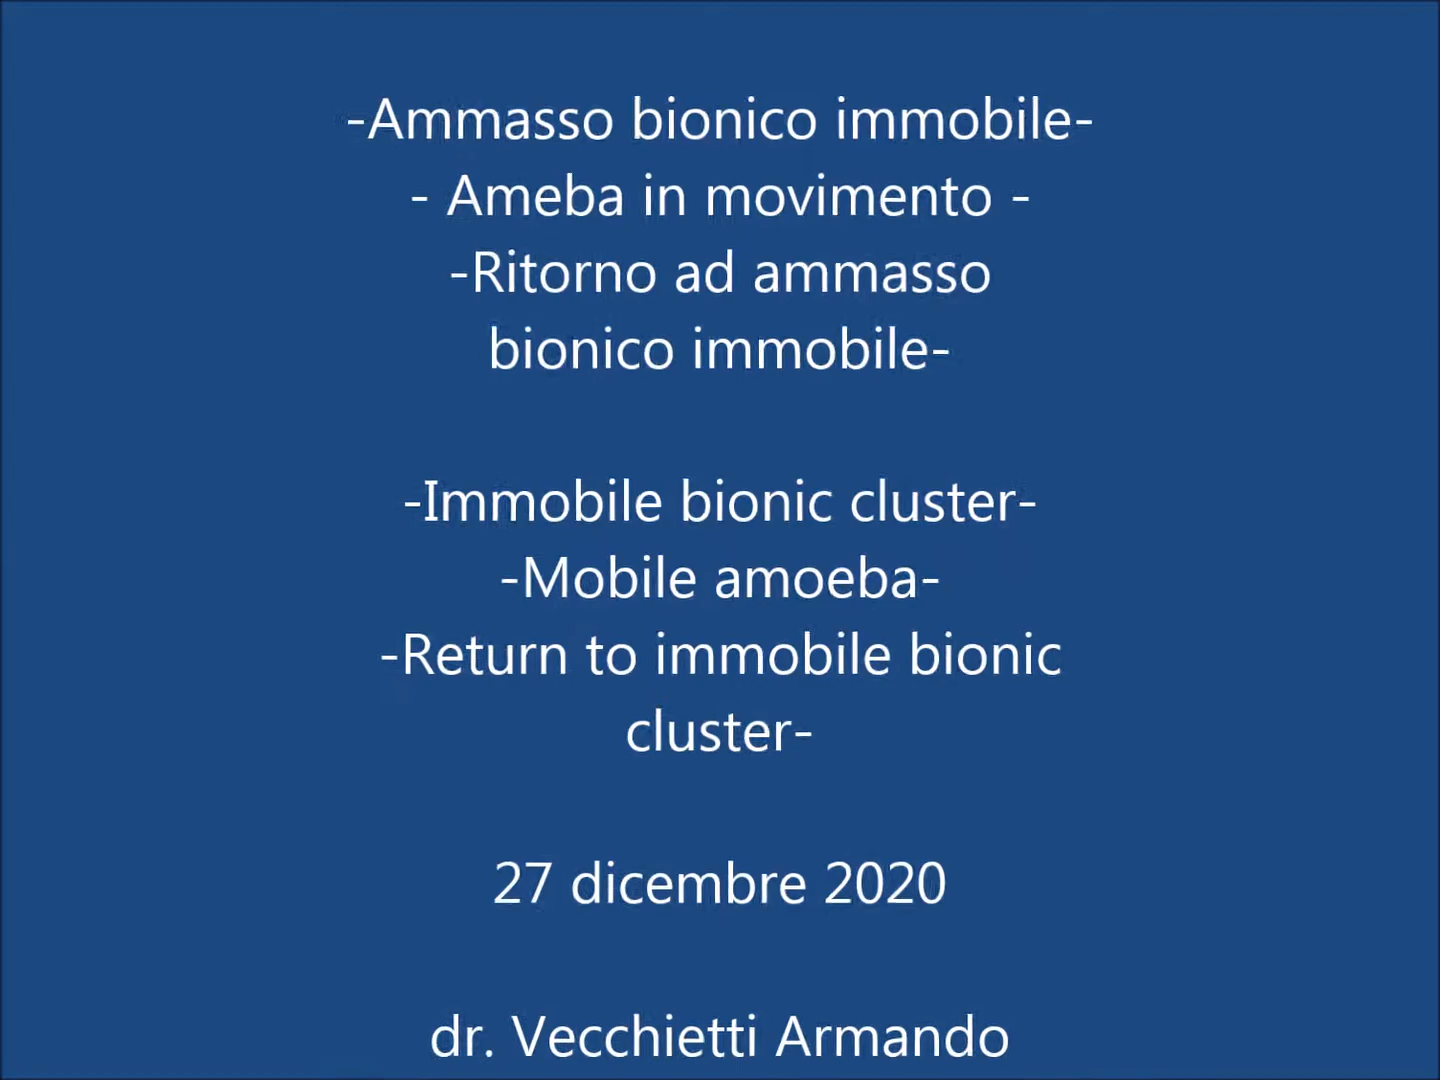 -Ammasso bionico immobile-
- Ameba in movimento -
-Ritorno ad ammasso
bionico immobile-
-Immobile bionic cluster-
-Mobile amoeba-
-Return to immobile bionic
cluster-
27 dicembre 2020
dr. Vecchietti Armando